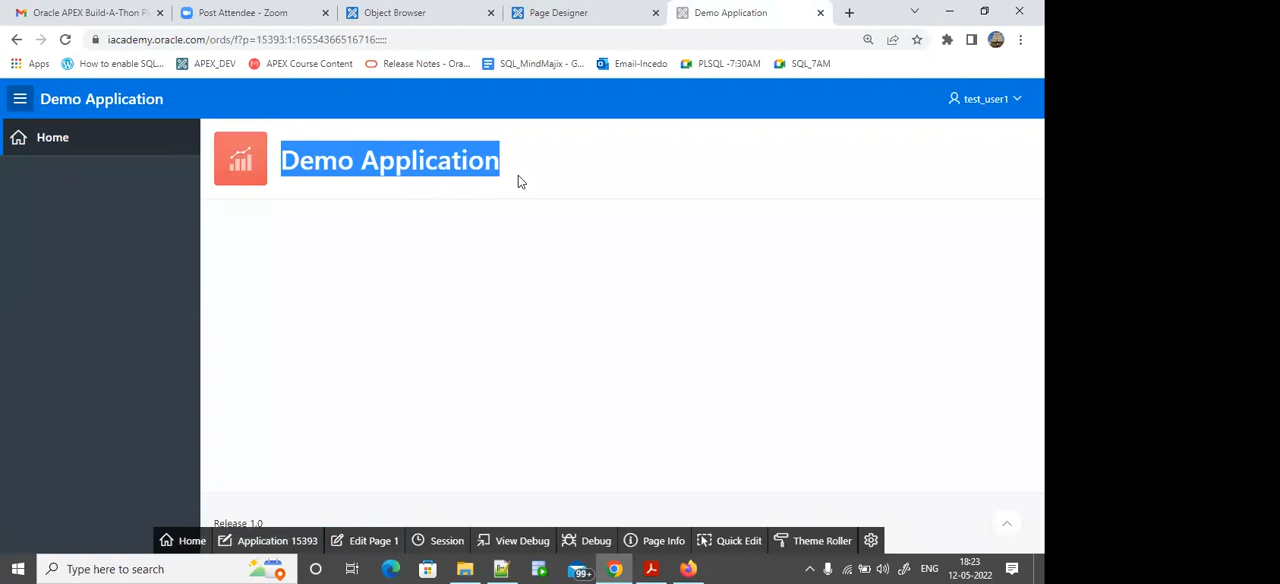 Oracle APEX Build-A-Thon P
Post Attendee - Zoom
Object Browser
Page Designer
Demo Application
iacademy.oracle.com/ords/f?p=15393:1:16554366516716:::::
Apps
How to enable SQL...
APEX_DEV
APEX Course Content
Release Notes - Ora...
SQL_MindMajix - G...
Email-Incedo
PLSQL -7:30AM
SQL_7AM
Demo Application
test_user1
Home
Demo Application
Release 1.0
Home
Application 15393
Edit Page 1
Session
View Debug
Debug
Page Info
Quick Edit
Theme Roller
Type here to search
99+
ENG
18:23
12-05-2022